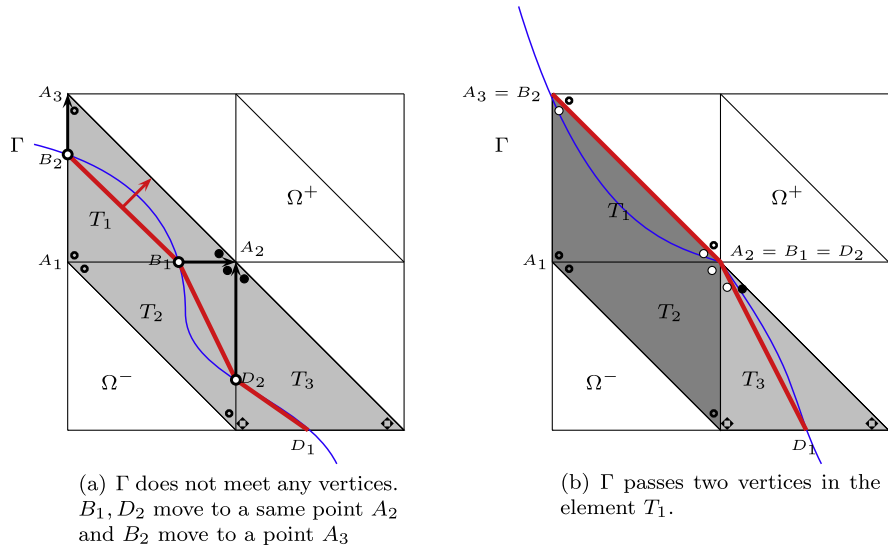 A₃
Γ
B₂
T₁
Ω⁺
A₂
A₁
B₁
T₂
D₂
T₃
Ω⁻
D₁
(a) Γ does not meet any vertices.
B₁, D₂ move to a same point A₂
and B₂ move to a point A₃
A₃ = B₂
Γ
T₁
Ω⁺
A₂ = B₁ = D₂
A₁
T₂
Ω⁻
T₃
D₁
(b) Γ passes two vertices in the
element T₁.